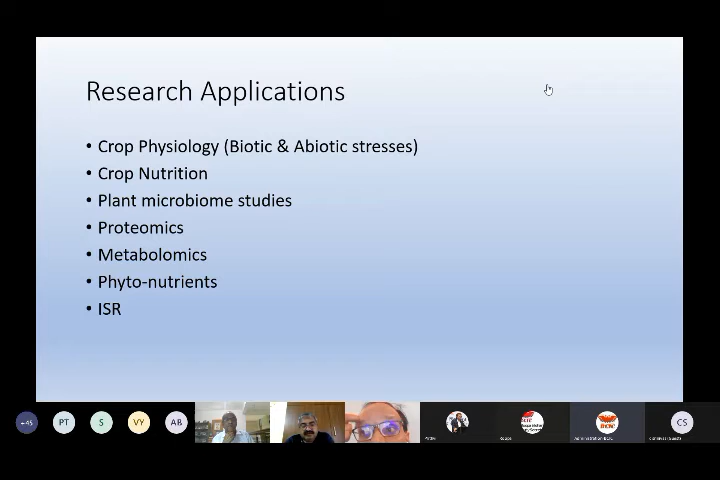 Research Applications
• Crop Physiology (Biotic & Abiotic stresses)
• Crop Nutrition
• Plant microbiome studies
• Proteomics
• Metabolomics
• Phyto-nutrients
• ISR
+45
PT
S
VY
AB
CS